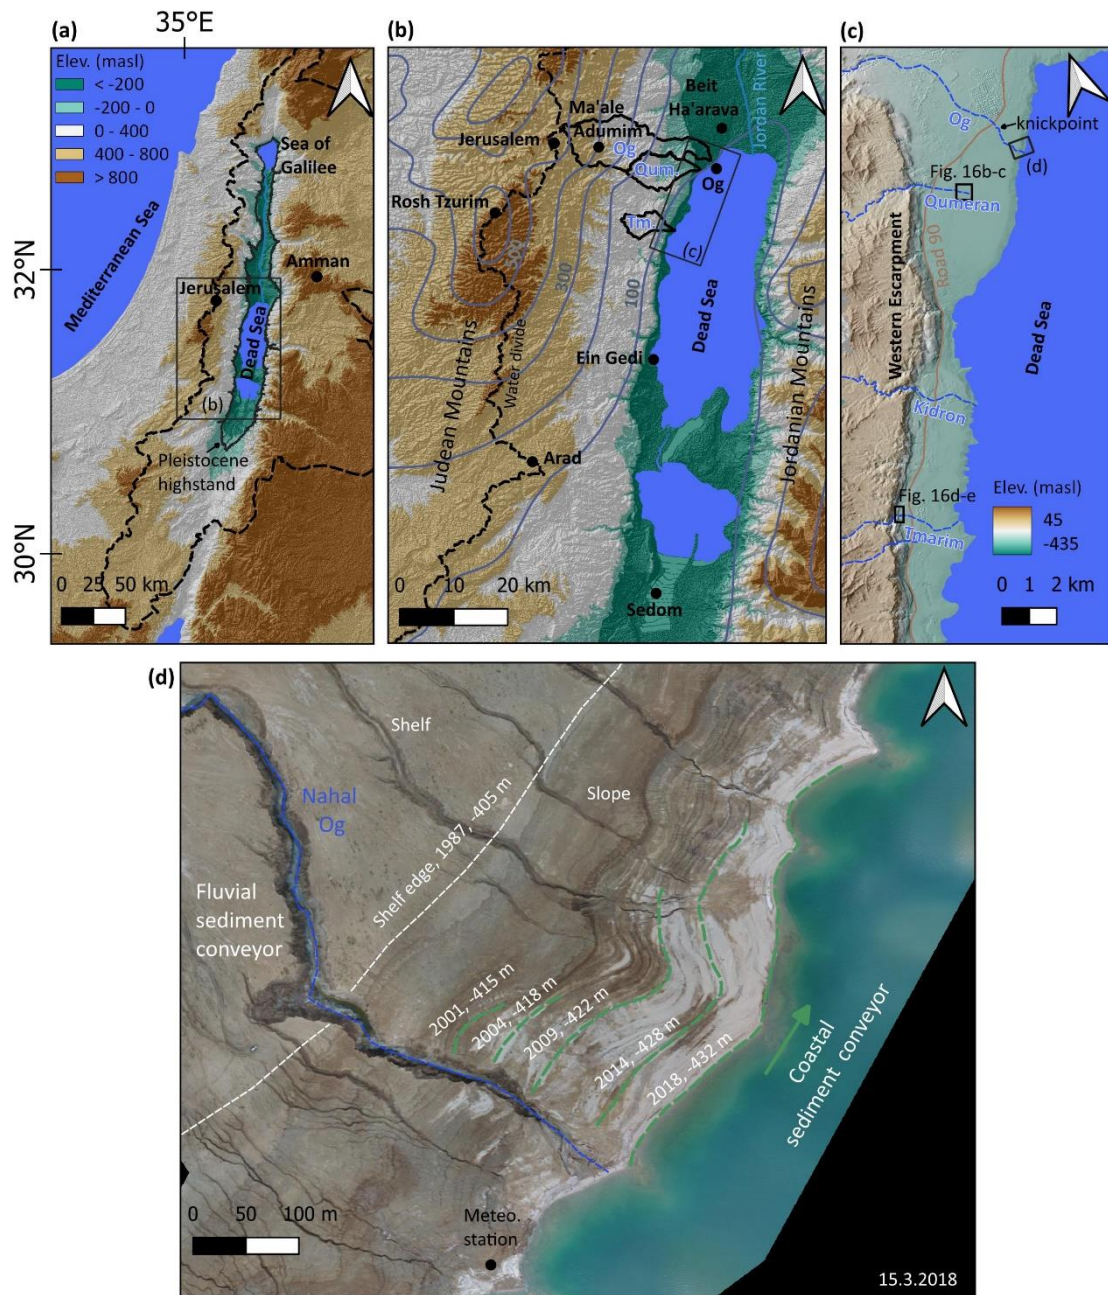 (a)
35°E
Elev. (masl)
< -200
-200 - 0
0 - 400
400 - 800
> 800
Sea of
Galilee
Mediterranean Sea
32°N
Amman
Jerusalem
Dead Sea
(b)
Pleistocene
highstand
30°N
0 25 50 km
(b)
Jordan River
Beit
Ha'arava
Ma'ale
Adumim
Jerusalem
Og
Qum.
Og
Rosh Tzurim
Tm.
(c)
500
300
100
Dead Sea
Ein Gedi
Judean Mountains
Water divide
Jordanian Mountains
Arad
0 10 20 km
Sedom
(c)
Og
knickpoint
(d)
Fig. 16b-c
Qumeran
Road 90
Western Escarpment
Dead Sea
Kidron
Fig. 16d-e
Tmarim
Elev. (masl)
45
-435
0 1 2 km
(d)
Shelf
Slope
Nahal
Og
Shelf edge, 1987, -405 m
Fluvial
sediment
conveyor
2001, -415 m
2004, -418 m
2009, -422 m
2014, -428 m
2018, -432 m
Coastal
sediment conveyor
0 50 100 m
Meteo.
station
15.3.2018